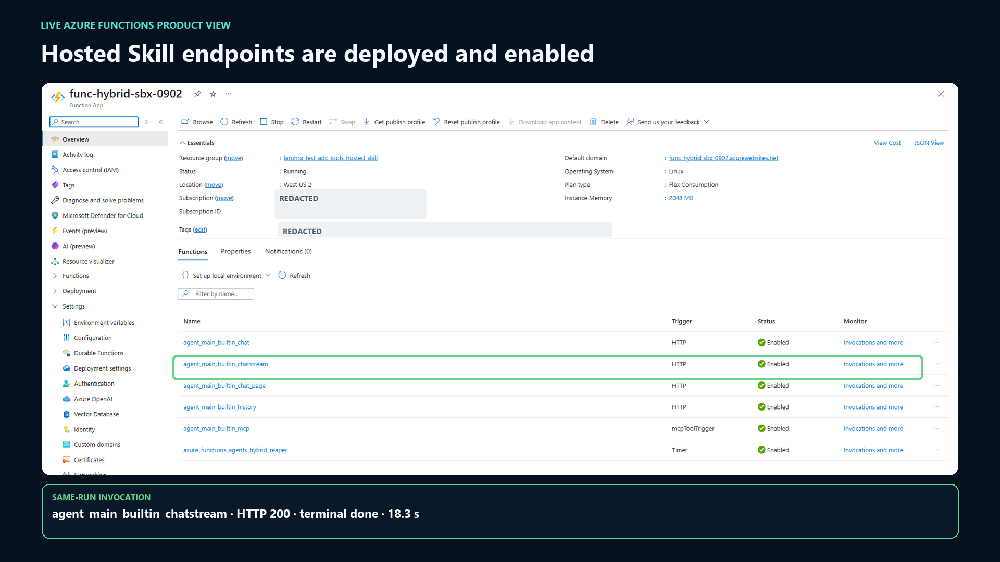 LIVE AZURE FUNCTIONS PRODUCT VIEW
Hosted Skill endpoints are deployed and enabled
func-hybrid-sbx-0902
Function App
Search
Browse Refresh Stop Restart Swap Get publish profile Reset publish profile Download app content Delete Send us your feedback
Overview
Activity log
Access control (IAM)
Tags
Diagnose and solve problems
Microsoft Defender for Cloud
Events (preview)
AI (preview)
Resource visualizer
Functions
Deployment
Settings
Environment variables
Configuration
Durable Functions
Deployment settings
Authentication
Azure OpenAI
Vector Database
Identity
Custom domains
Certificates
Essentials
View Cost JSON View
Resource group (move) : larohra-test-adc-tools-hosted-skill
Status : Running
Location (move) : West US 2
Subscription (move) REDACTED
Subscription ID
Tags (edit) REDACTED
Default domain : func-hybrid-sbx-0902.azurewebsites.net
Operating System : Linux
Plan type : Flex Consumption
Instance Memory : 2048 MB
Functions Properties Notifications (0)
{} Set up local environment Refresh
Filter by name...
Name Trigger Status Monitor
agent_main_builtin_chat HTTP Enabled Invocations and more ...
agent_main_builtin_chatstream HTTP Enabled Invocations and more ...
agent_main_builtin_chat_page HTTP Enabled Invocations and more ...
agent_main_builtin_history HTTP Enabled Invocations and more ...
agent_main_builtin_mcp mcpToolTrigger Enabled Invocations and more ...
azure_functions_agents_hybrid_reaper Timer Enabled Invocations and more ...
SAME-RUN INVOCATION
agent_main_builtin_chatstream · HTTP 200 · terminal done · 18.3 s